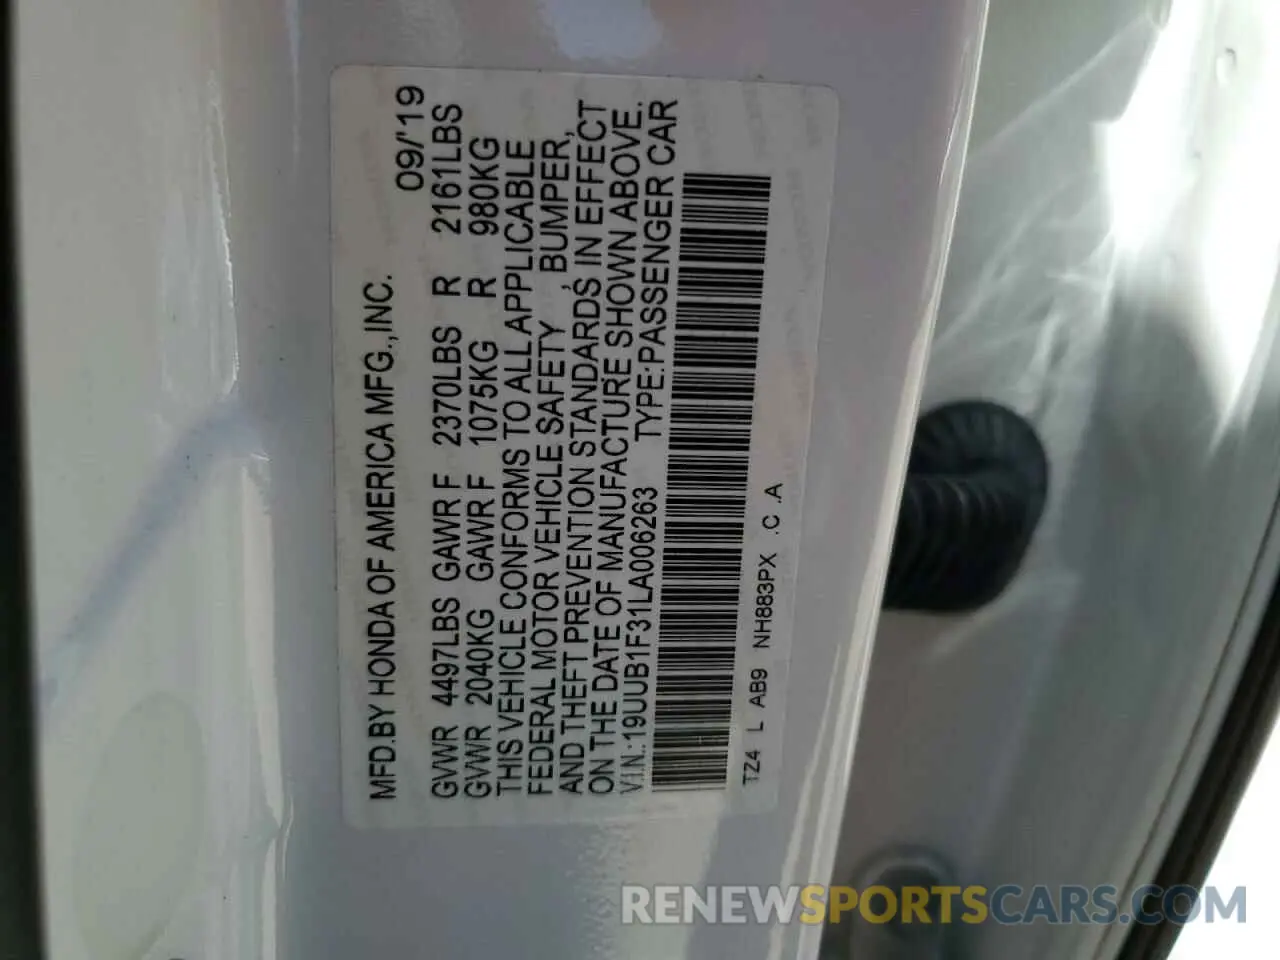 MFD.BY HONDA OF AMERICA MFG.,INC. 09/'19
GVWR 4497LBS GAWR F 2370LBS R 2161LBS
GVWR 2040KG GAWR F 1075KG R 980KG
THIS VEHICLE CONFORMS TO ALL APPLICABLE
FEDERAL MOTOR VEHICLE SAFETY , BUMPER,
AND THEFT PREVENTION STANDARDS IN EFFECT
ON THE DATE OF MANUFACTURE SHOWN ABOVE.
V.I.N.:19UUB1F31LA006263 TYPE:PASSENGER CAR
TZ4 L AB9 NH883PX .C .A
RENEWSPORTSCARS.COM